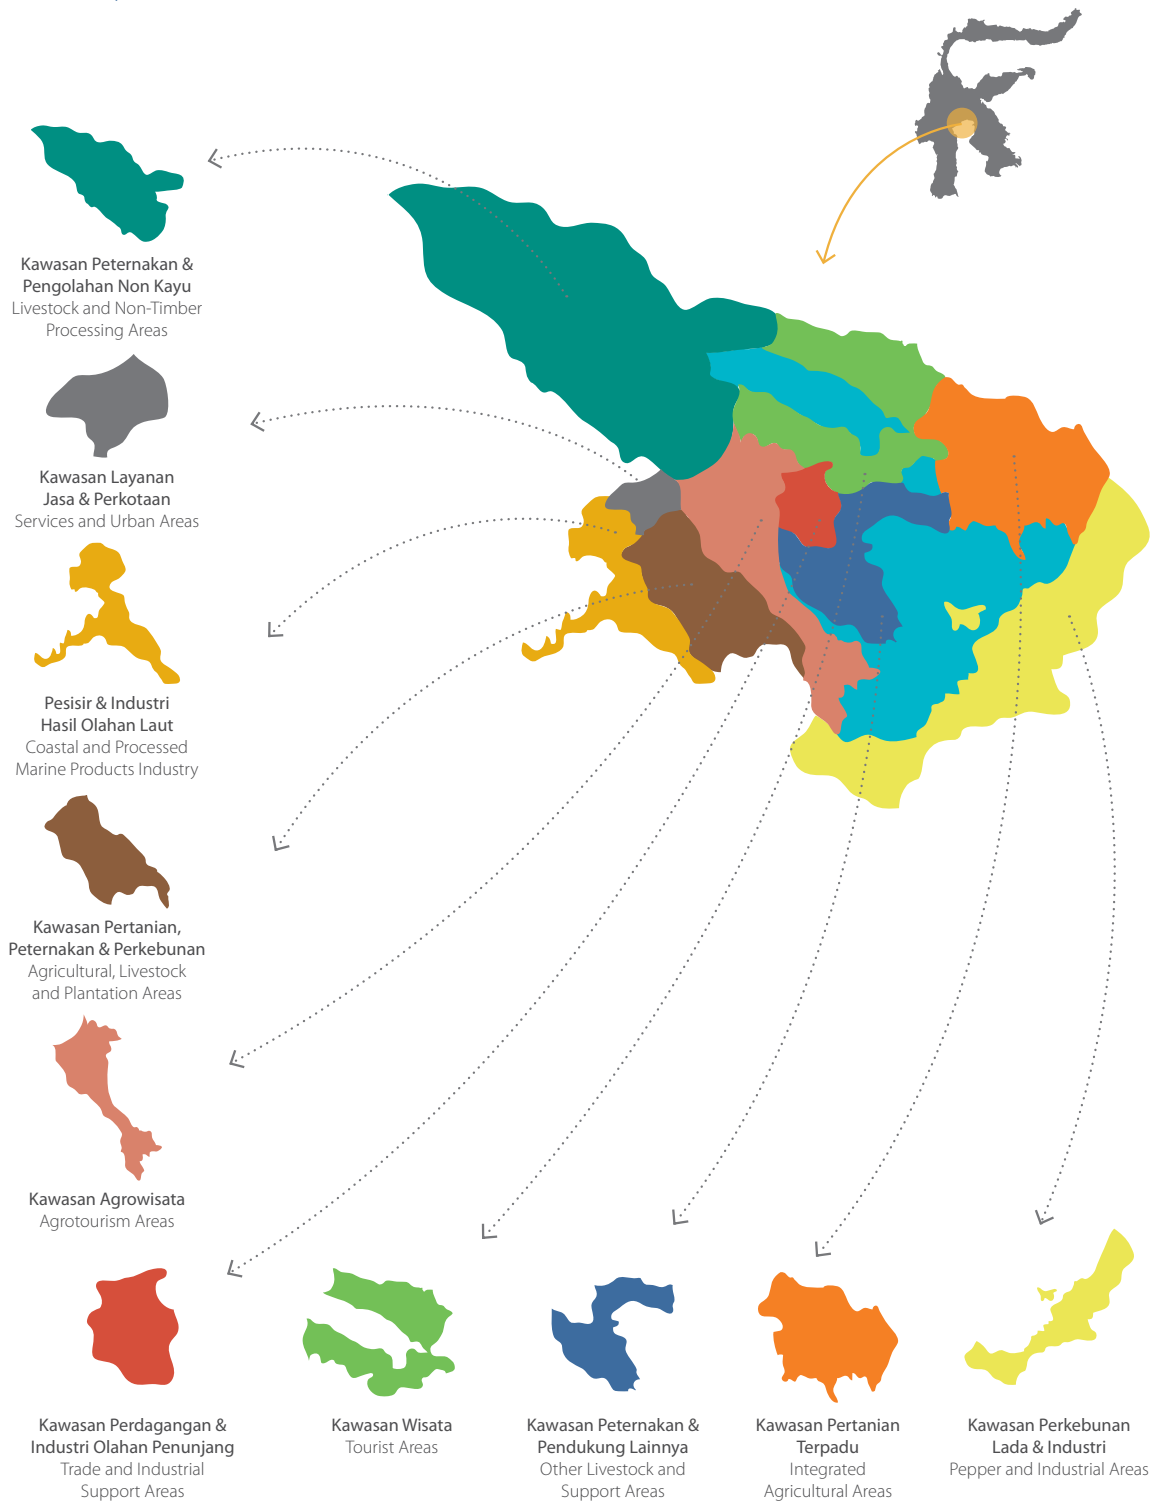 Kawasan Peternakan &
Pengolahan Non Kayu
Livestock and Non-Timber
Processing Areas
Kawasan Layanan
Jasa & Perkotaan
Services and Urban Areas
Pesisir & Industri
Hasil Olahan Laut
Coastal and Processed
Marine Products Industry
Kawasan Pertanian,
Peternakan & Perkebunan
Agricultural, Livestock
and Plantation Areas
Kawasan Agrowisata
Agrotourism Areas
Kawasan Perdagangan &
Industri Olahan Penunjang
Trade and Industrial
Support Areas
Kawasan Wisata
Tourist Areas
Kawasan Peternakan &
Pendukung Lainnya
Other Livestock and
Support Areas
Kawasan Pertanian
Terpadu
Integrated
Agricultural Areas
Kawasan Perkebunan
Lada & Industri
Pepper and Industrial Areas